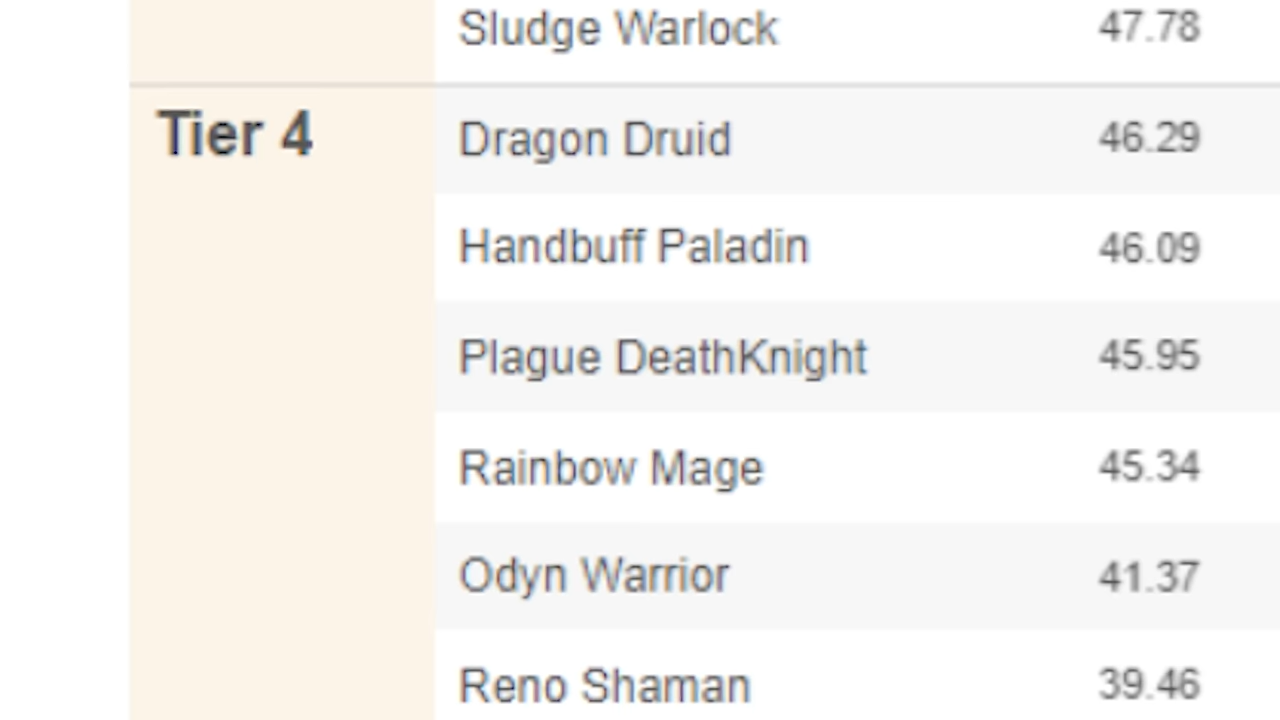 Sludge Warlock 47.78
Tier 4 Dragon Druid 46.29
Handbuff Paladin 46.09
Plague DeathKnight 45.95
Rainbow Mage 45.34
Odyn Warrior 41.37
Reno Shaman 39.46